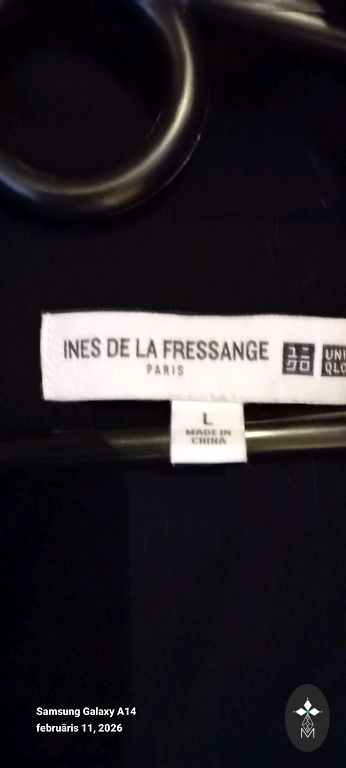 INES DE LA FRESSANGE
PARIS
ユニ
クロ
UNI
QLO
L
MADE IN
CHINA
Samsung Galaxy A14
februāris 11, 2026